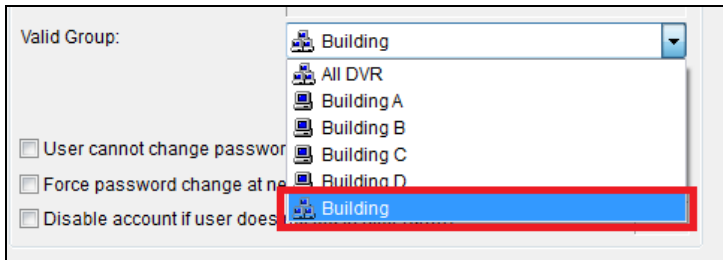 Valid Group:
Building
All DVR
Building A
Building B
Building C
User cannot change passwor
Building D
Force password change at ne
Building
Disable account if user does